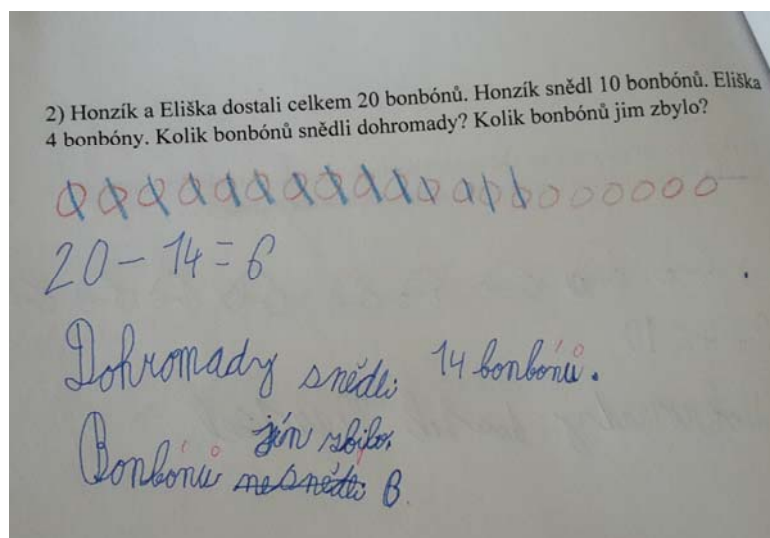 2) Honzík a Eliška dostali celkem 20 bonbónů. Honzík snědl 10 bonbónů. Eliška
4 bonbóny. Kolik bonbónů snědli dohromady? Kolik bonbónů jim zbylo?
20 - 14 = 6
Dohromady snědli 14 bonbónů.
jim zbilo.
Bonbónů nesnědli 6.